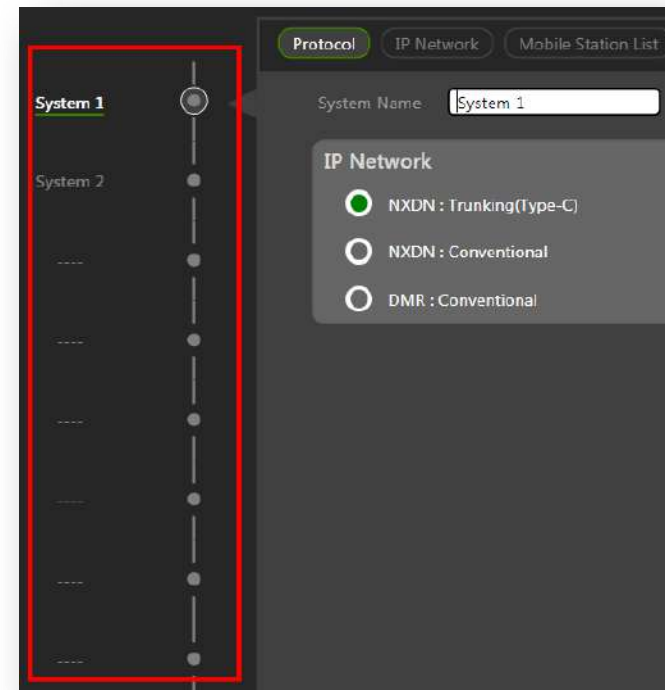 Protocol IP Network Mobile Station List
System 1
System Name System 1
System 2
IP Network
NXDN : Trunking(Type-C)
NXDN : Conventional
DMR : Conventional
----
----
----
----
----
----